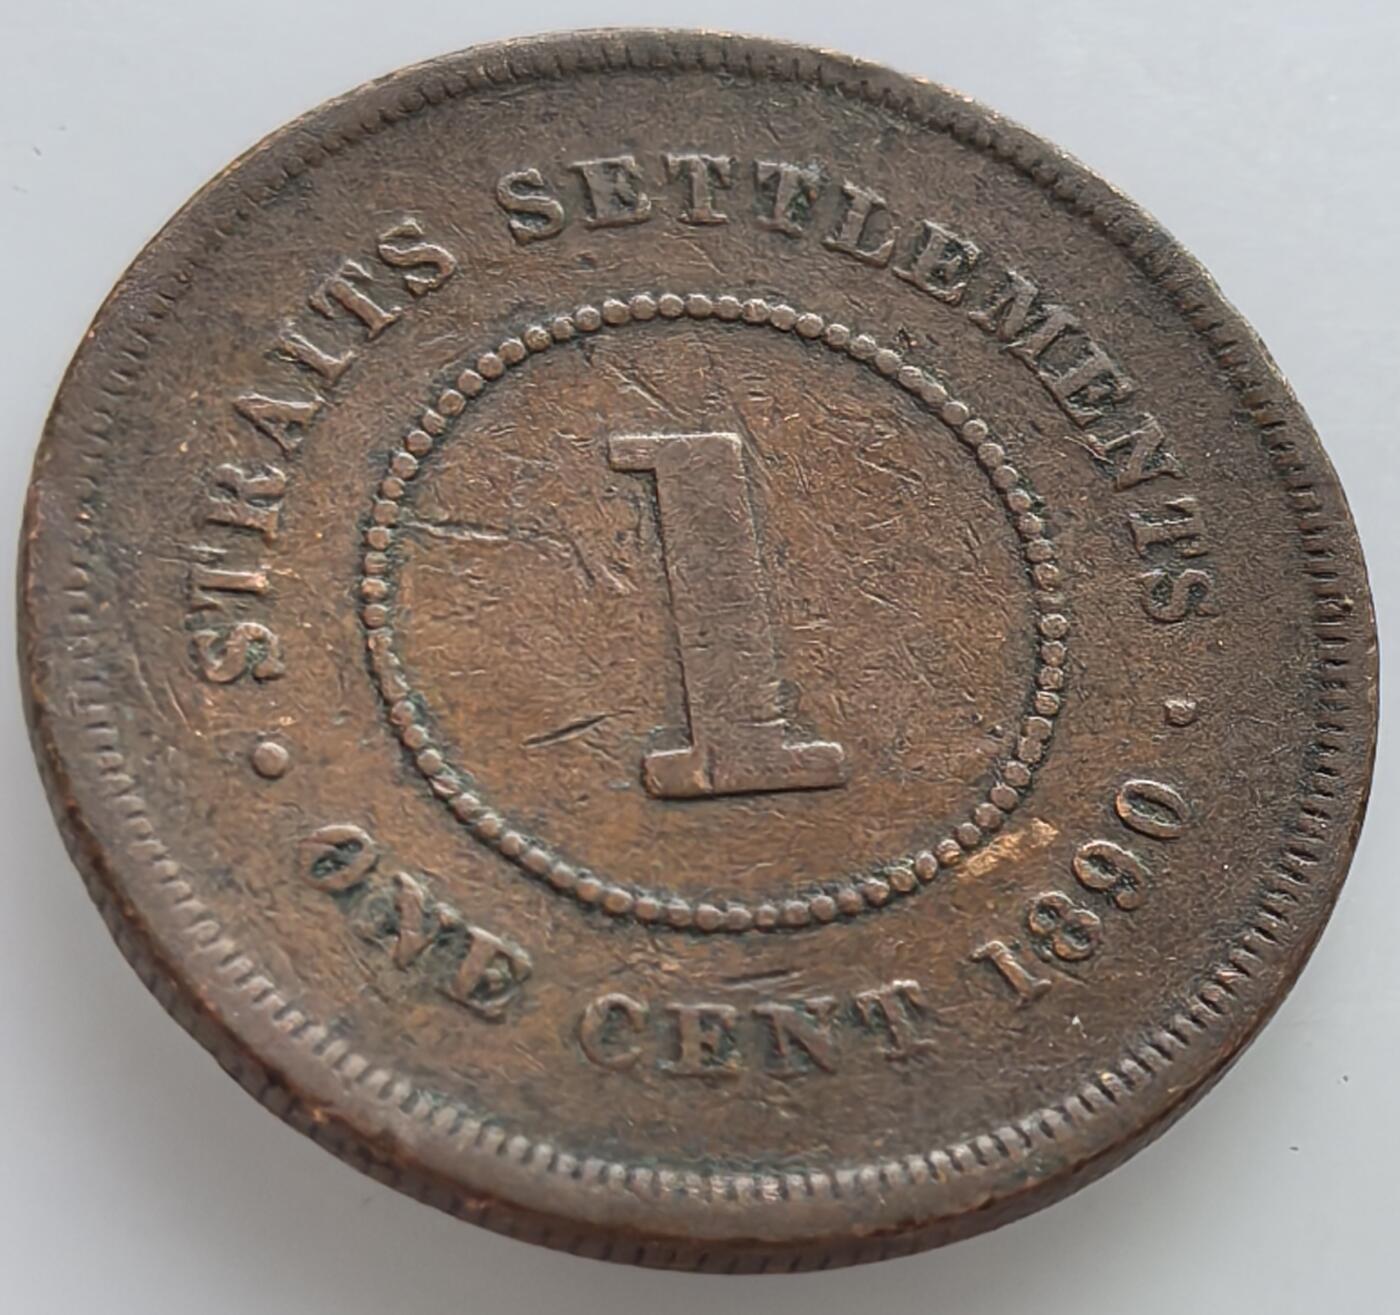 STRAITS SETTLEMENTS
1
• ONE CENT 1890 •